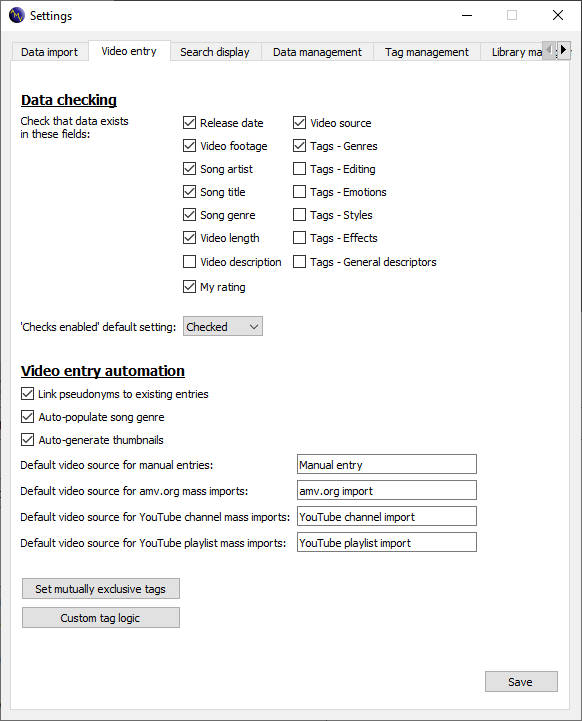 Settings
Data import Video entry Search display Data management Tag management Library ma
Data checking
Check that data exists
in these fields:
Release date Video source
Video footage Tags - Genres
Song artist Tags - Editing
Song title Tags - Emotions
Song genre Tags - Styles
Video length Tags - Effects
Video description Tags - General descriptors
My rating
'Checks enabled' default setting: Checked
Video entry automation
Link pseudonyms to existing entries
Auto-populate song genre
Auto-generate thumbnails
Default video source for manual entries: Manual entry
Default video source for amv.org mass imports: amv.org import
Default video source for YouTube channel mass imports: YouTube channel import
Default video source for YouTube playlist mass imports: YouTube playlist import
Set mutually exclusive tags
Custom tag logic
Save